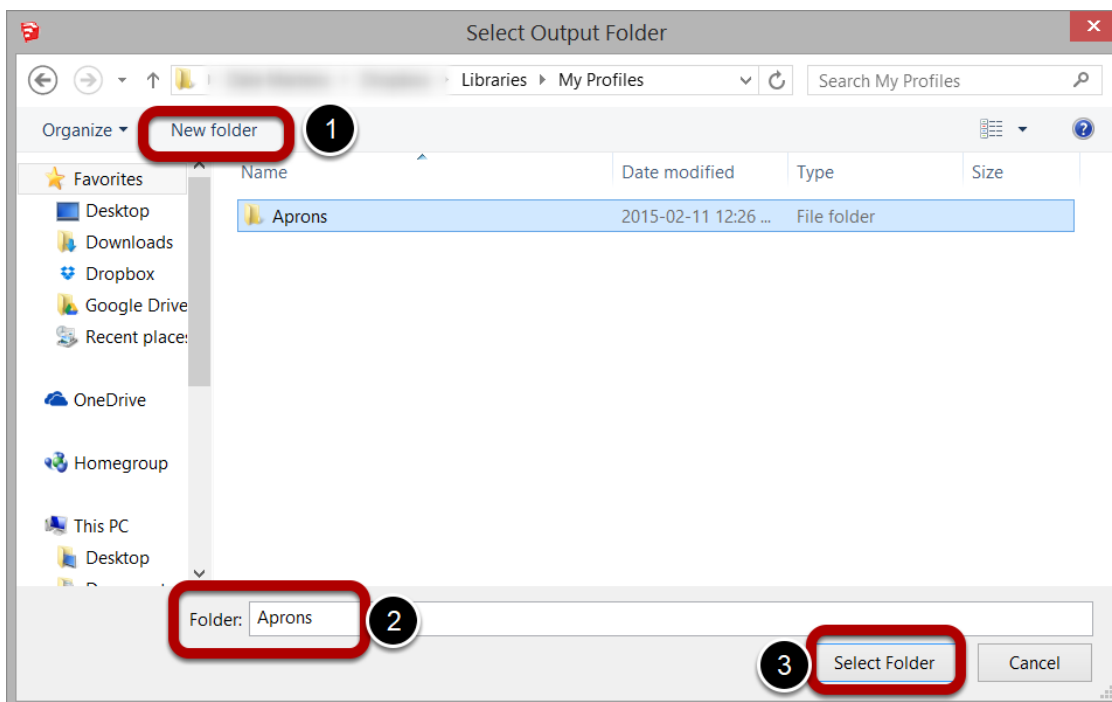 Select Output Folder
Libraries My Profiles
Search My Profiles
Organize
New folder
1
Name Date modified Type Size
Aprons 2015-02-11 12:26 ... File folder
Favorites
Desktop
Downloads
Dropbox
Google Drive
Recent
OneDrive
Homegroup
This PC
Desktop
Folder: Aprons
2
3
Select Folder
Cancel